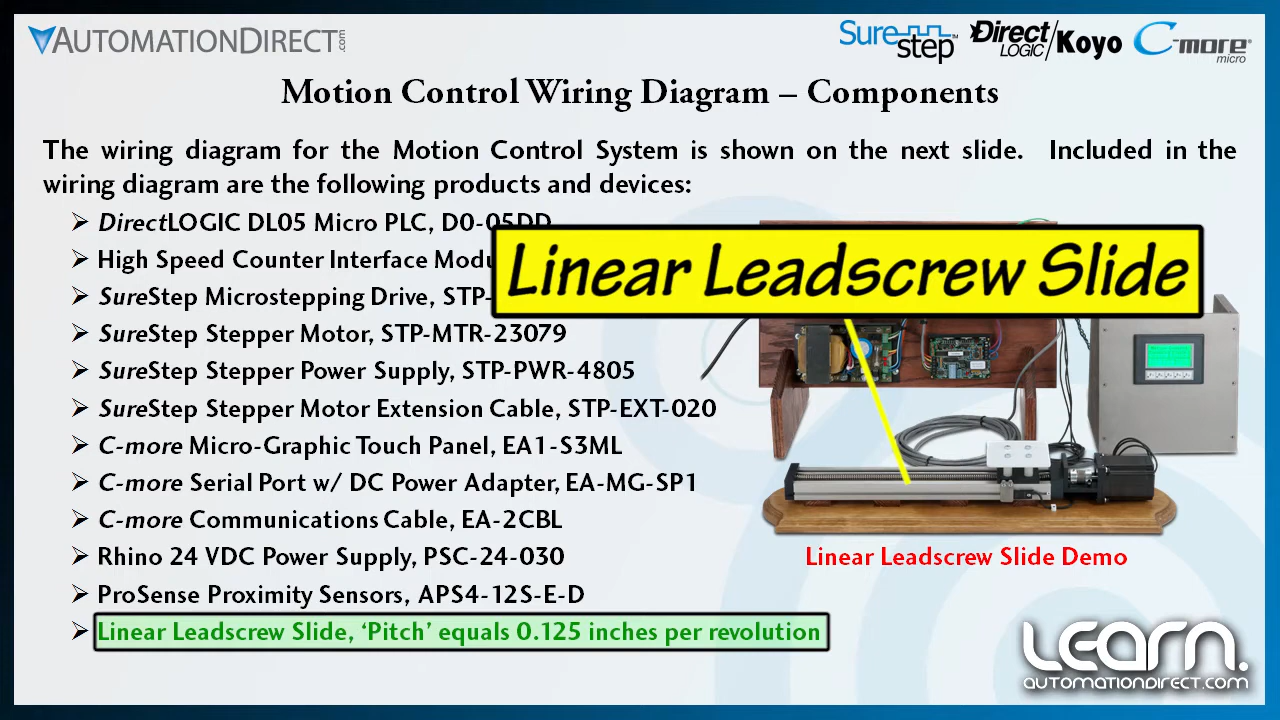 AUTOMATIONDIRECT.com
Sure step™
Direct LOGIC / Koyo
C-more micro
Motion Control Wiring Diagram – Components
The wiring diagram for the Motion Control System is shown on the next slide. Included in the
wiring diagram are the following products and devices:
➢ DirectLOGIC DL05 Micro PLC, D0-05DD
➢ High Speed Counter Interface
➢ SureStep Microstepping Drive,
Linear Leadscrew Slide
➢ SureStep Stepper Motor, STP-MTR-23079
➢ SureStep Stepper Power Supply, STP-PWR-4805
➢ SureStep Stepper Motor Extension Cable, STP-EXT-020
➢ C-more Micro-Graphic Touch Panel, EA1-S3ML
➢ C-more Serial Port w/ DC Power Adapter, EA-MG-SP1
➢ C-more Communications Cable, EA-2CBL
➢ Rhino 24 VDC Power Supply, PSC-24-030
Linear Leadscrew Slide Demo
➢ ProSense Proximity Sensors, APS4-12S-E-D
➢ Linear Leadscrew Slide, ‘Pitch’ equals 0.125 inches per revolution
LEARN.
AUTOMATIONDIRECT.COM